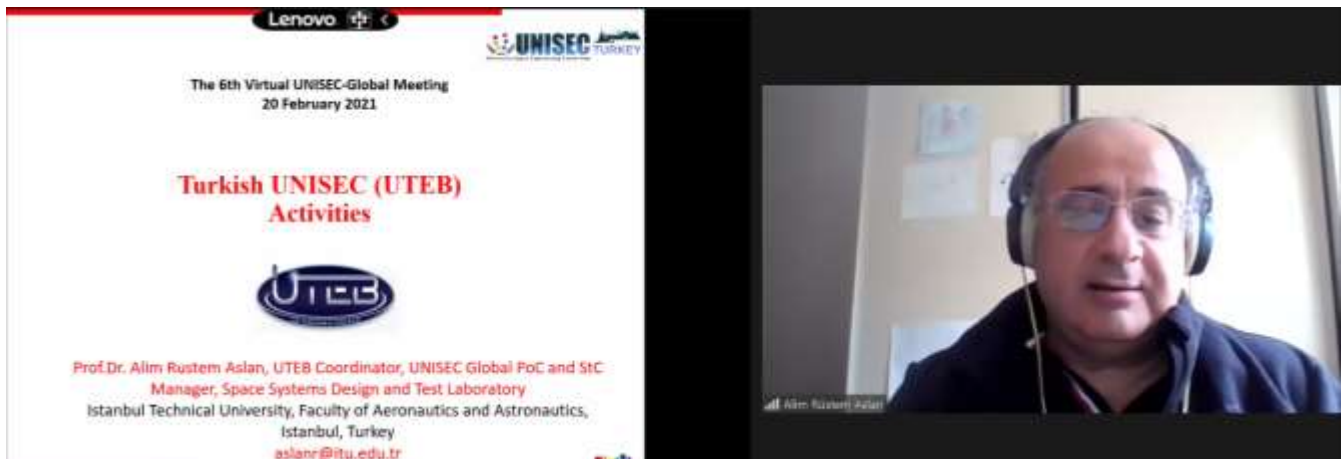 Lenovo
UNISEC TURKEY
The 6th Virtual UNISEC-Global Meeting
20 February 2021
Turkish UNISEC (UTEB)
Activities
UTEB
Prof.Dr. Alim Rustem Aslan, UTEB Coordinator, UNISEC Global PoC and StC
Manager, Space Systems Design and Test Laboratory
Istanbul Technical University, Faculty of Aeronautics and Astronautics,
Istanbul, Turkey
aslanr@itu.edu.tr
Alim Rustem Aslan